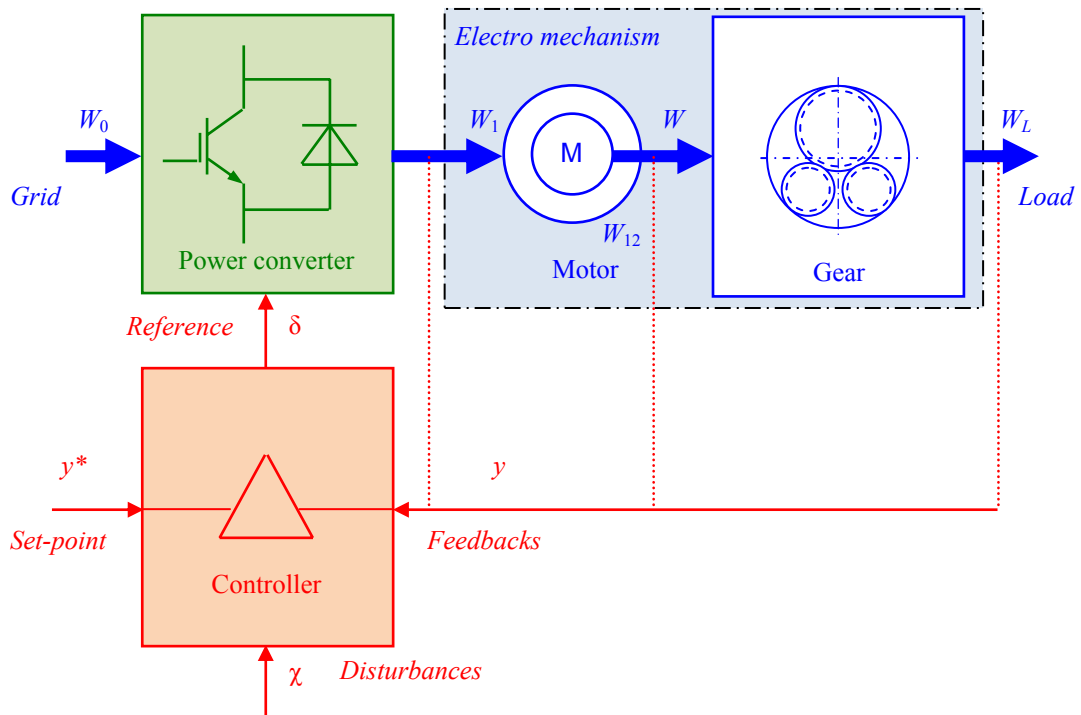 Electro mechanism
W0
W1
W
WL
M
Grid
Load
W12
Power converter
Motor
Gear
Reference
δ
y*
y
Set-point
Feedbacks
Controller
χ
Disturbances